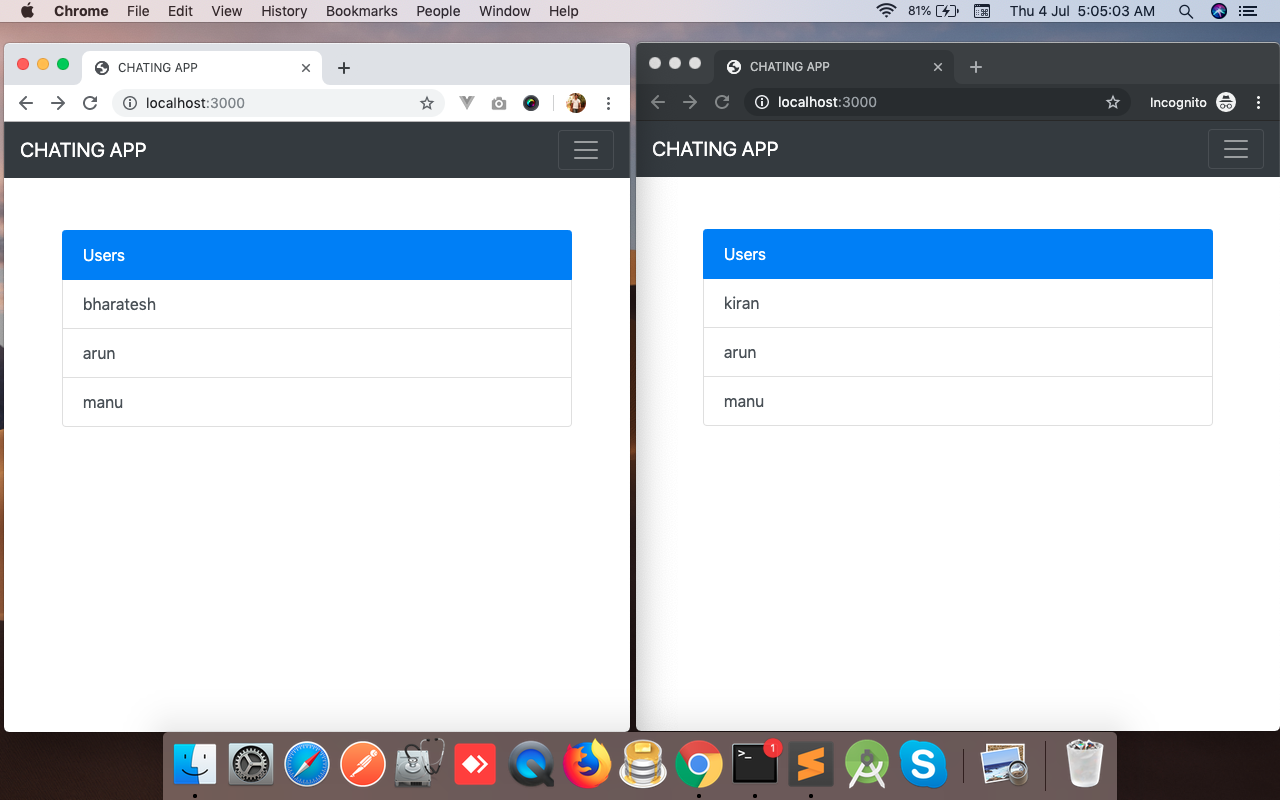 Chrome File Edit View History Bookmarks People Window Help 81% Thu 4 Jul 5:05:03 AM
CHATING APP
localhost:3000
CHATING APP
Users
bharatesh
arun
manu
CHATING APP
localhost:3000 Incognito
CHATING APP
Users
kiran
arun
manu
>_ 1
S